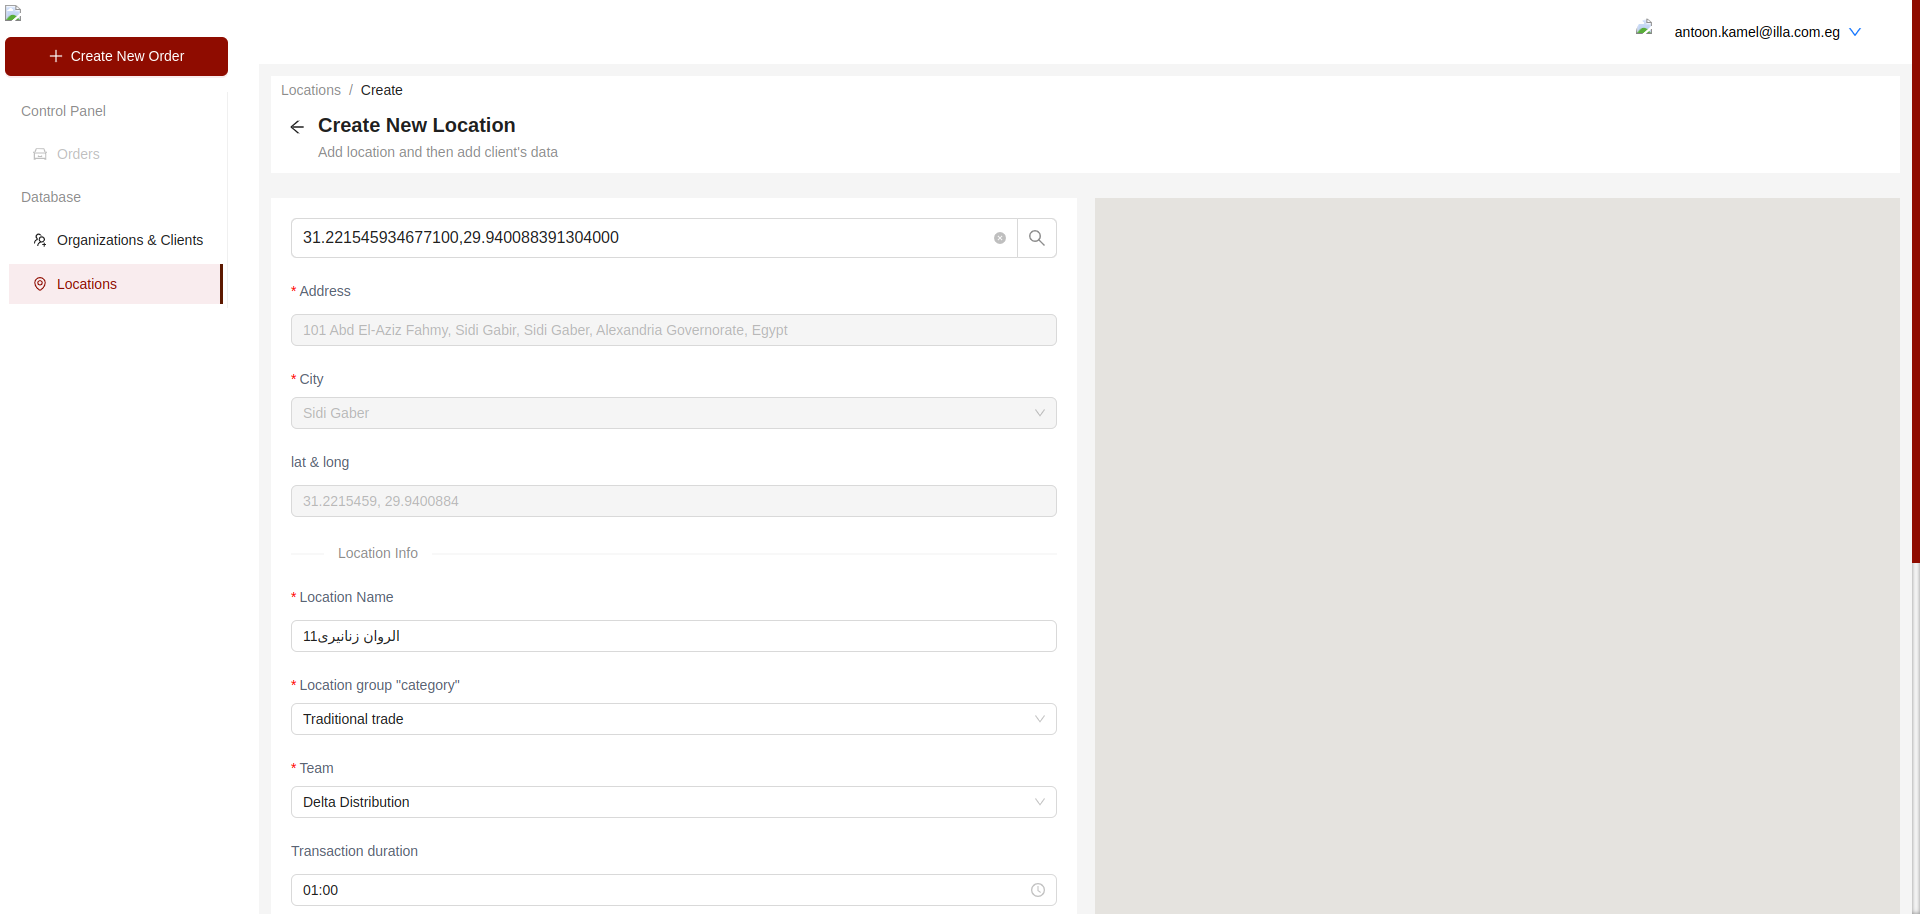 Create New Order
antoon.kamel@illa.com.eg
Control Panel
Orders
Database
Organizations & Clients
Locations
Locations / Create
Create New Location
Add location and then add client's data
31.221545934677100,29.940088391304000
* Address
101 Abd El-Aziz Fahmy, Sidi Gabir, Sidi Gaber, Alexandria Governorate, Egypt
* City
Sidi Gaber
lat & long
31.2215459, 29.9400884
Location Info
* Location Name
الروان زنانيرى11
* Location group "category"
Traditional trade
* Team
Delta Distribution
Transaction duration
01:00